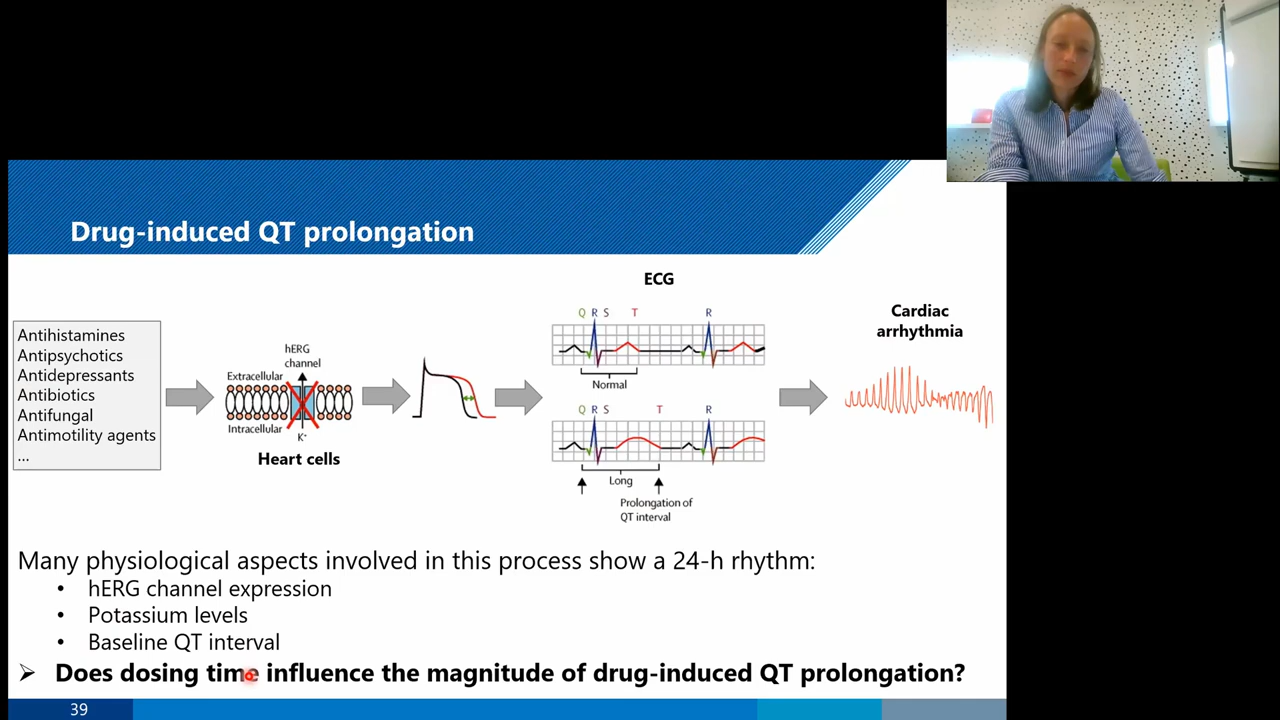 Drug-induced QT prolongation
Antihistamines
Antipsychotics
Antidepressants
Antibiotics
Antifungal
Antimotility agents
...
hERG
channel
Extracellular
Intracellular
K⁺
Heart cells
ECG
Q R S T R
Normal
Q R S T R
Long
Prolongation of
QT interval
Cardiac
arrhythmia
Many physiological aspects involved in this process show a 24-h rhythm:
• hERG channel expression
• Potassium levels
• Baseline QT interval
➢ Does dosing time influence the magnitude of drug-induced QT prolongation?
39